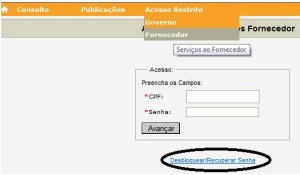 Consulta Publicações Acesso Restrito
Governo
Fornecedor
os Fornecedor
Serviços ao Fornecedor
Acesso:
Preencha os Campos:
*CPF:
*Senha:
Avançar
Desbloquear/Recuperar Senha